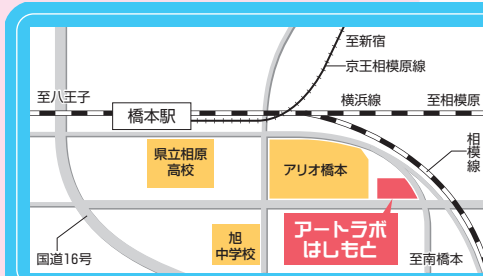 至新宿
京王相模原線
至八王子
橋本駅
横浜線
至相模原
相模線
県立相原
高校
アリオ橋本
アートラボ
はしもと
旭
中学校
国道16号
至南橋本